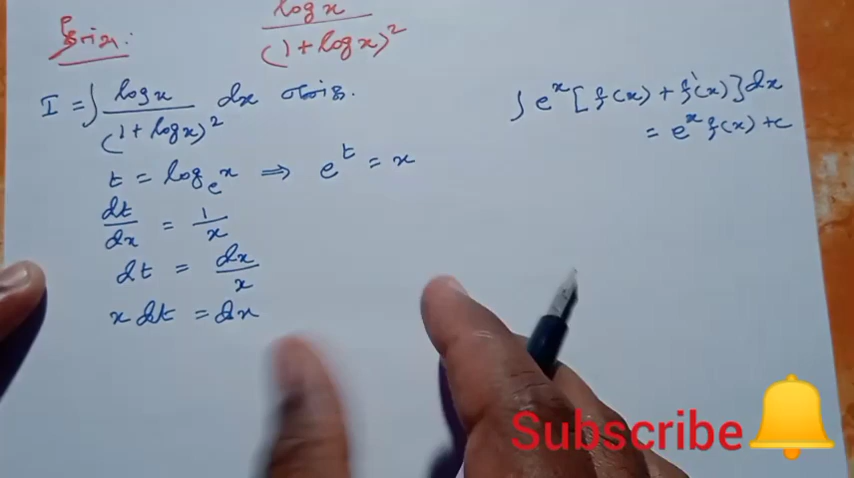 log x / (1 + log x)²
I = ∫ log x / (1 + log x)² dx
∫ eˣ [f(x) + f'(x)] dx
= eˣ f(x) + c
t = logₑ x ⇒ eᵗ = x
dt/dx = 1/x
dt = dx/x
x dt = dx
Subscribe